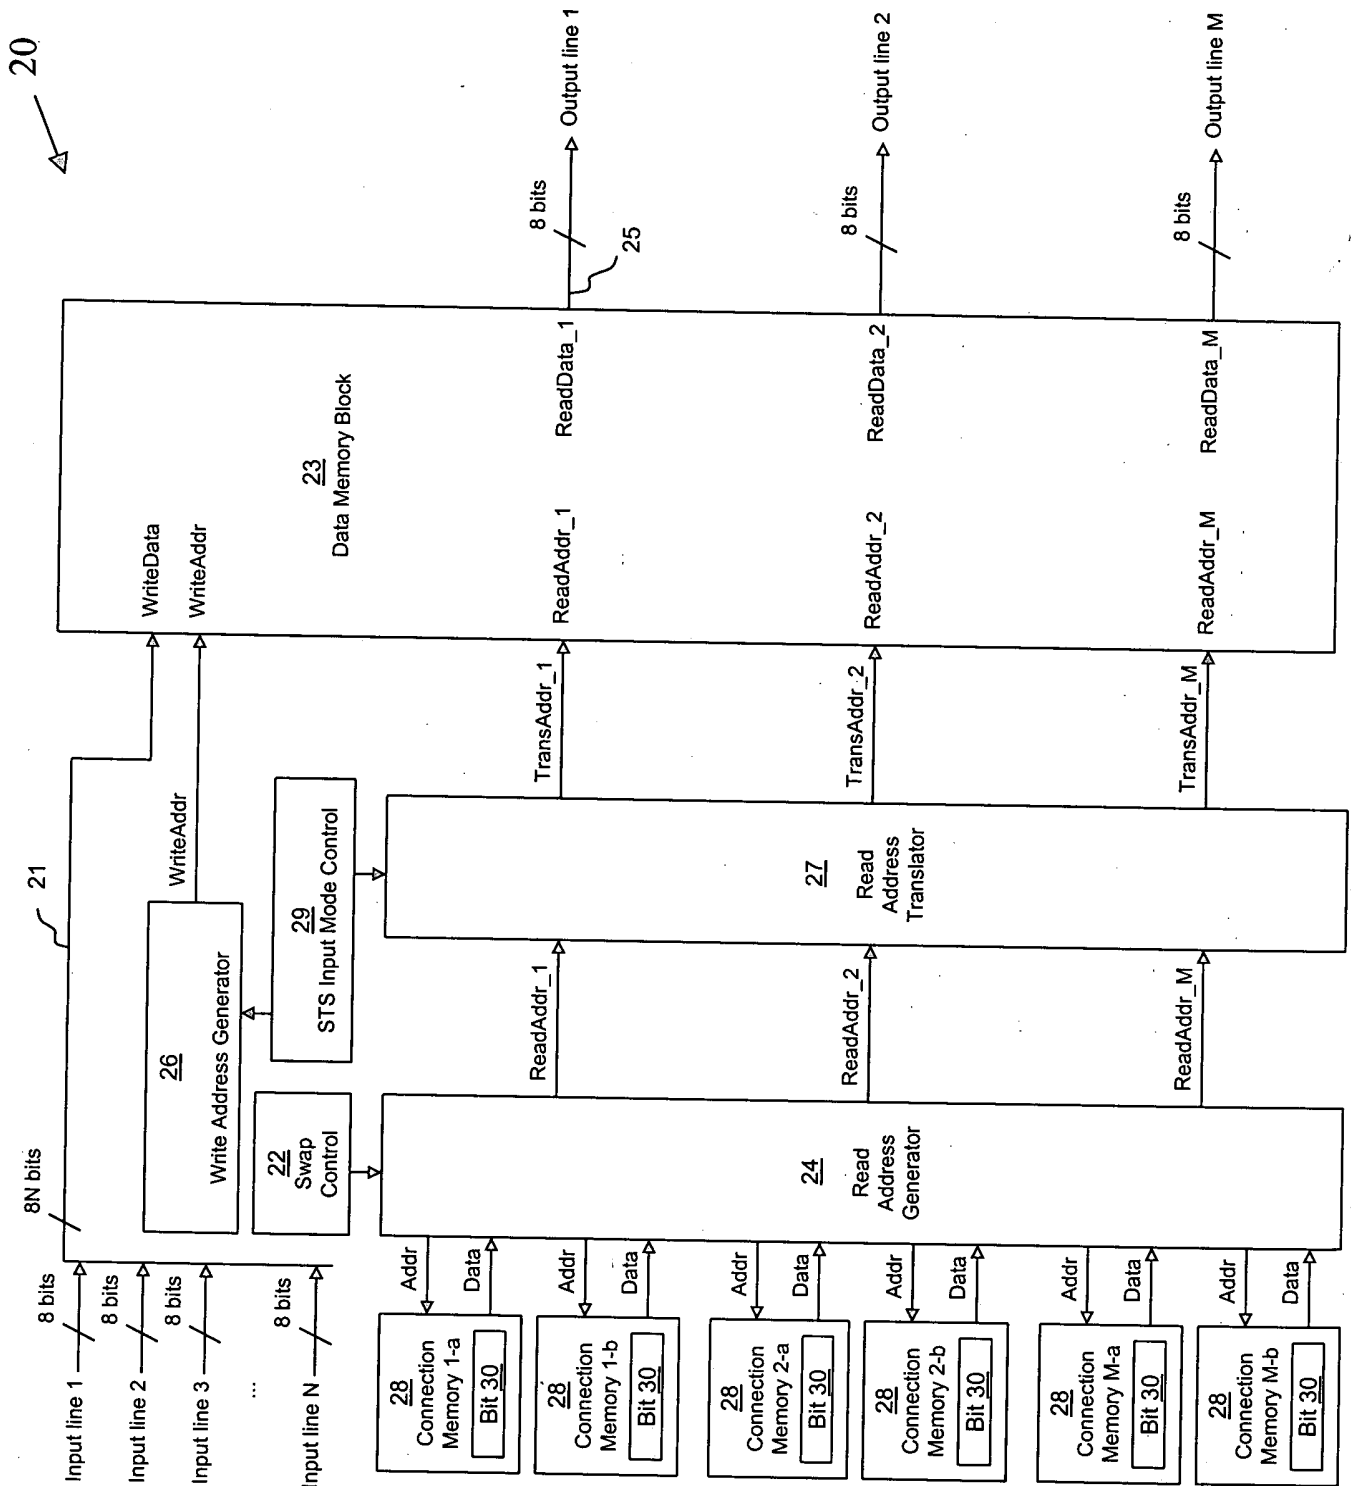 20
Input line 1
8 bits
Input line 2
8 bits
Input line 3
8 bits
...
Input line N
8 bits
8N bits
21
26
Write Address Generator
WriteAddr
22
Swap
Control
29
STS Input Mode Control
WriteData
WriteAddr
23
Data Memory Block
28
Connection
Memory 1-a
Bit 30
Addr
Data
28
Connection
Memory 1-b
Bit 30
Addr
Data
28
Connection
Memory 2-a
Bit 30
Addr
Data
28
Connection
Memory 2-b
Bit 30
Addr
Data
28
Connection
Memory M-a
Bit 30
Addr
Data
28
Connection
Memory M-b
Bit 30
Addr
Data
24
Read
Address
Generator
ReadAddr_1
ReadAddr_2
ReadAddr_M
27
Read
Address
Translator
TransAddr_1
TransAddr_2
TransAddr_M
ReadAddr_1
ReadData_1
ReadAddr_2
ReadData_2
ReadAddr_M
ReadData_M
25
8 bits
Output line 1
8 bits
Output line 2
8 bits
Output line M